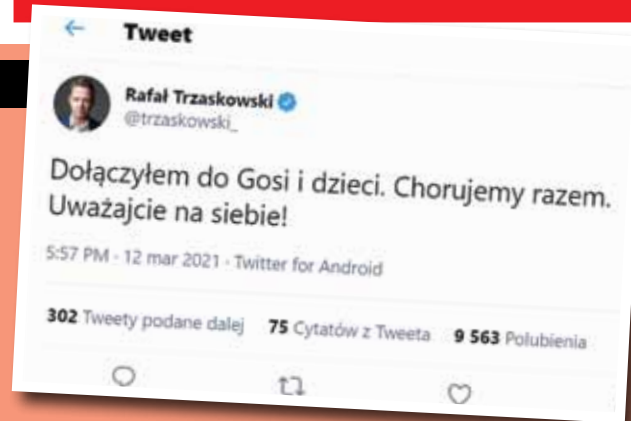 Tweet
Rafał Trzaskowski
@trzaskowski_
Dołączyłem do Gosi i dzieci. Chorujemy razem.
Uważajcie na siebie!
5:57 PM · 12 mar 2021 · Twitter for Android
302 Tweety podane dalej 75 Cytatów z Tweeta 9 563 Polubienia